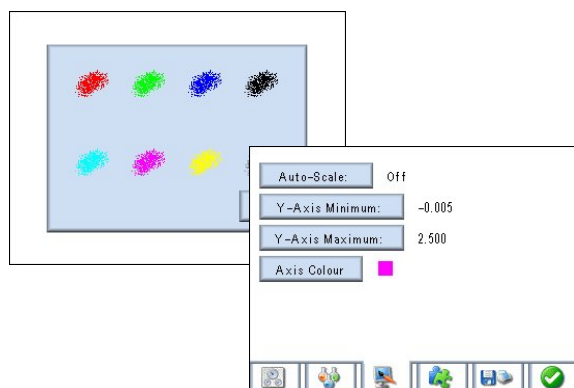 Auto-Scale: Off
Y-Axis Minimum: -0.005
Y-Axis Maximum: 2.500
Axis Colour